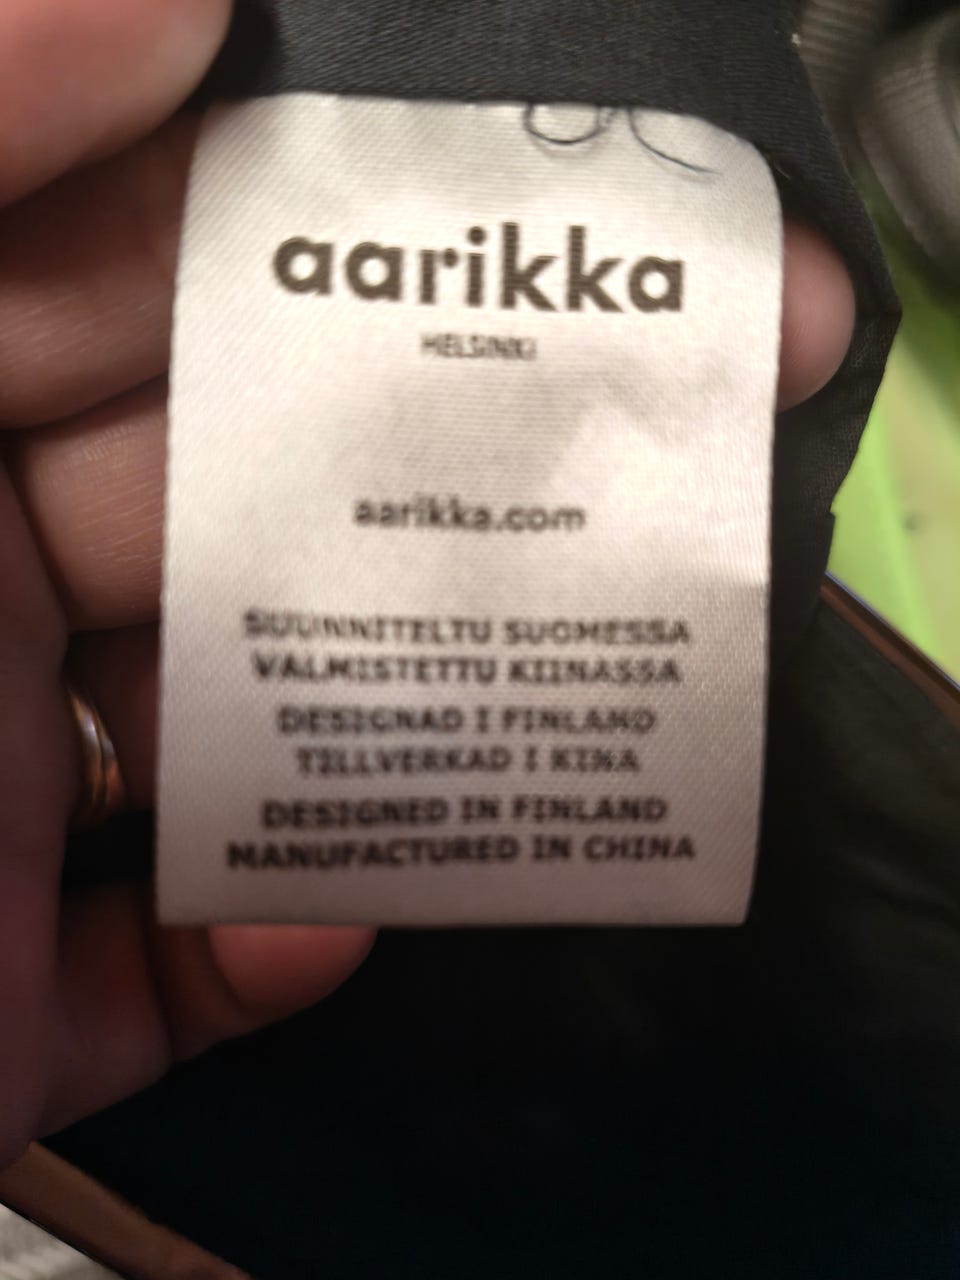 aarikka
HELSINKI
aarikka.com
SUUNNITELTU SUOMESSA
VALMISTETTU KIINASSA
DESIGNAD I FINLAND
TILLVERKAD I KINA
DESIGNED IN FINLAND
MANUFACTURED IN CHINA